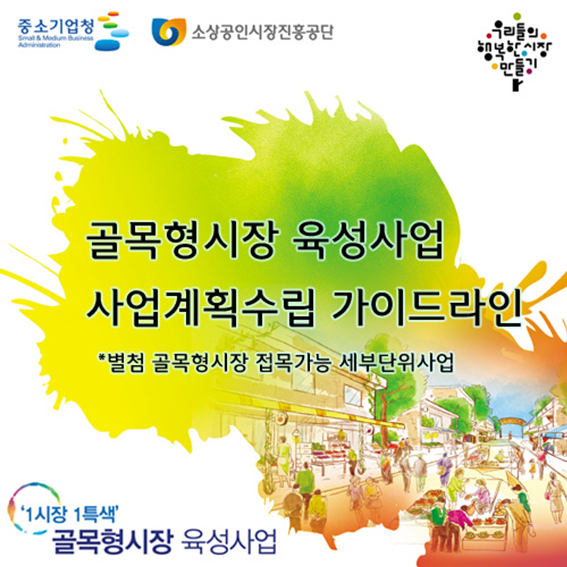 중소기업청
Small & Medium Business
Administration
소상공인시장진흥공단
우리들의
행복한시장
만들기
골목형시장 육성사업
사업계획수립 가이드라인
*별첨 골목형시장 접목가능 세부단위사업
'1시장 1특색'
골목형시장 육성사업